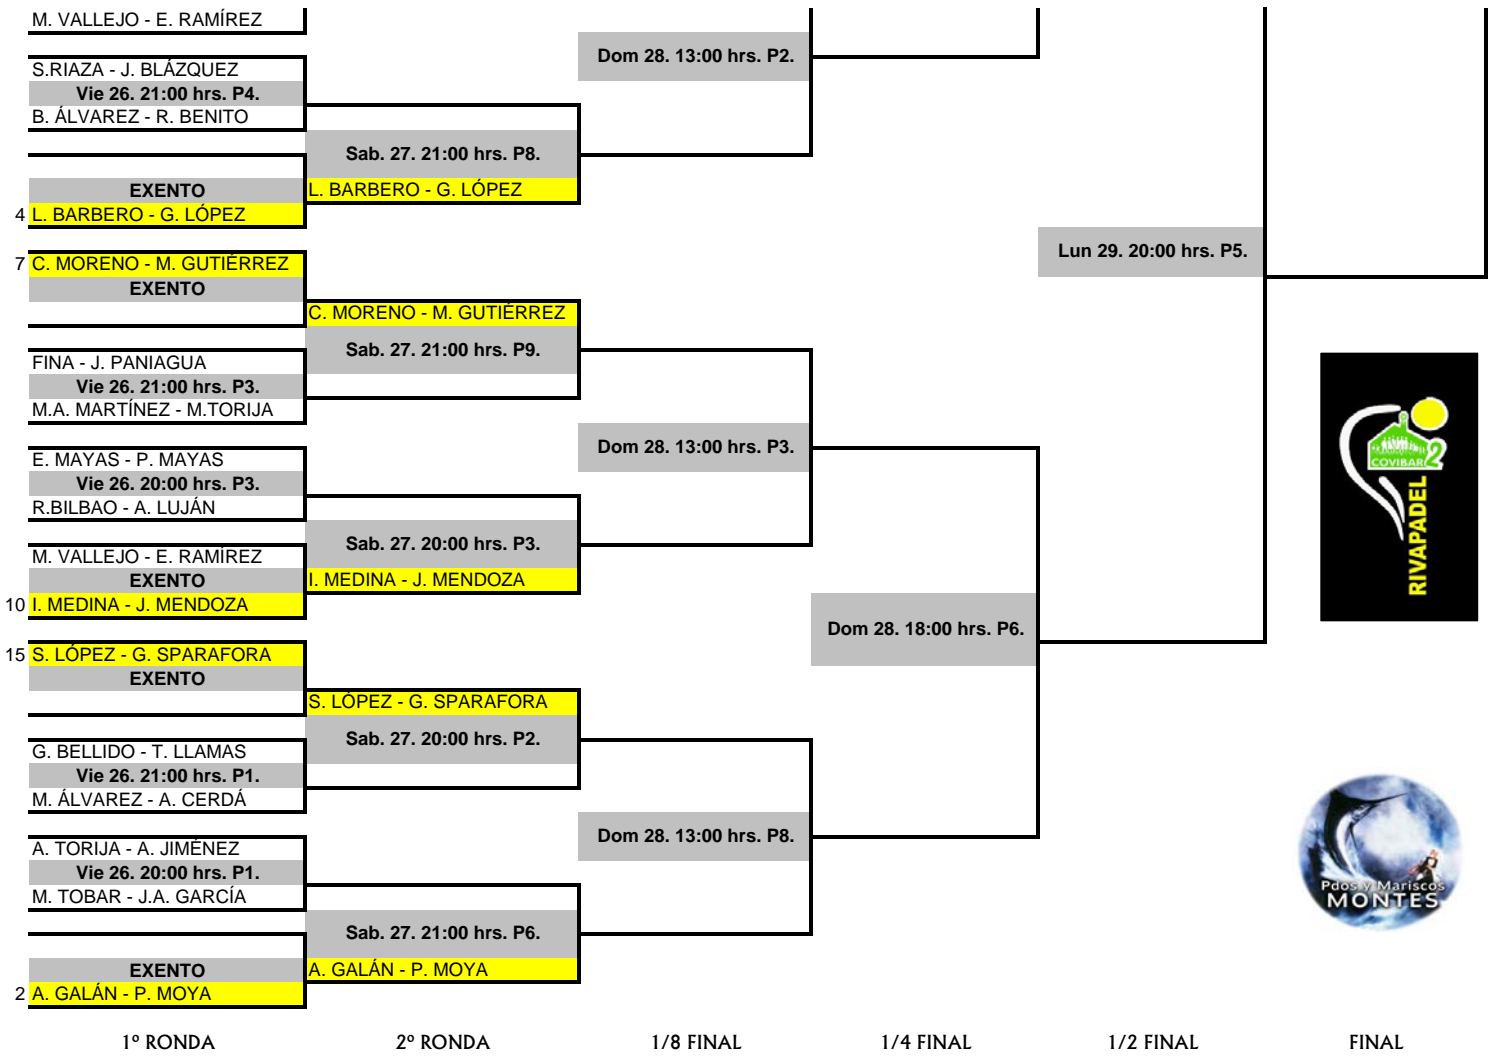 M. VALLEJO - E. RAMÍREZ
Dom 28. 13:00 hrs. P2.
S.RIAZA - J. BLÁZQUEZ
Vie 26. 21:00 hrs. P4.
B. ÁLVAREZ - R. BENITO
Sab. 27. 21:00 hrs. P8.
EXENTO
L. BARBERO - G. LÓPEZ
4 L. BARBERO - G. LÓPEZ
Lun 29. 20:00 hrs. P5.
7 C. MORENO - M. GUTIÉRREZ
EXENTO
C. MORENO - M. GUTIÉRREZ
Sab. 27. 21:00 hrs. P9.
FINA - J. PANIAGUA
Vie 26. 21:00 hrs. P3.
M.A. MARTÍNEZ - M.TORIJA
Dom 28. 13:00 hrs. P3.
E. MAYAS - P. MAYAS
Vie 26. 20:00 hrs. P3.
R.BILBAO - A. LUJÁN
Sab. 27. 20:00 hrs. P3.
M. VALLEJO - E. RAMÍREZ
EXENTO
I. MEDINA - J. MENDOZA
10 I. MEDINA - J. MENDOZA
COVIBAR 2
RIVAPADEL
Dom 28. 18:00 hrs. P6.
15 S. LÓPEZ - G. SPARAFORA
EXENTO
S. LÓPEZ - G. SPARAFORA
Sab. 27. 20:00 hrs. P2.
G. BELLIDO - T. LLAMAS
Vie 26. 21:00 hrs. P1.
M. ÁLVAREZ - A. CERDÁ
Dom 28. 13:00 hrs. P8.
A. TORIJA - A. JIMÉNEZ
Vie 26. 20:00 hrs. P1.
M. TOBAR - J.A. GARCÍA
Pdos y Mariscos
MONTES
Sab. 27. 21:00 hrs. P6.
EXENTO
A. GALÁN - P. MOYA
2 A. GALÁN - P. MOYA
1º RONDA 2º RONDA 1/8 FINAL 1/4 FINAL 1/2 FINAL FINAL